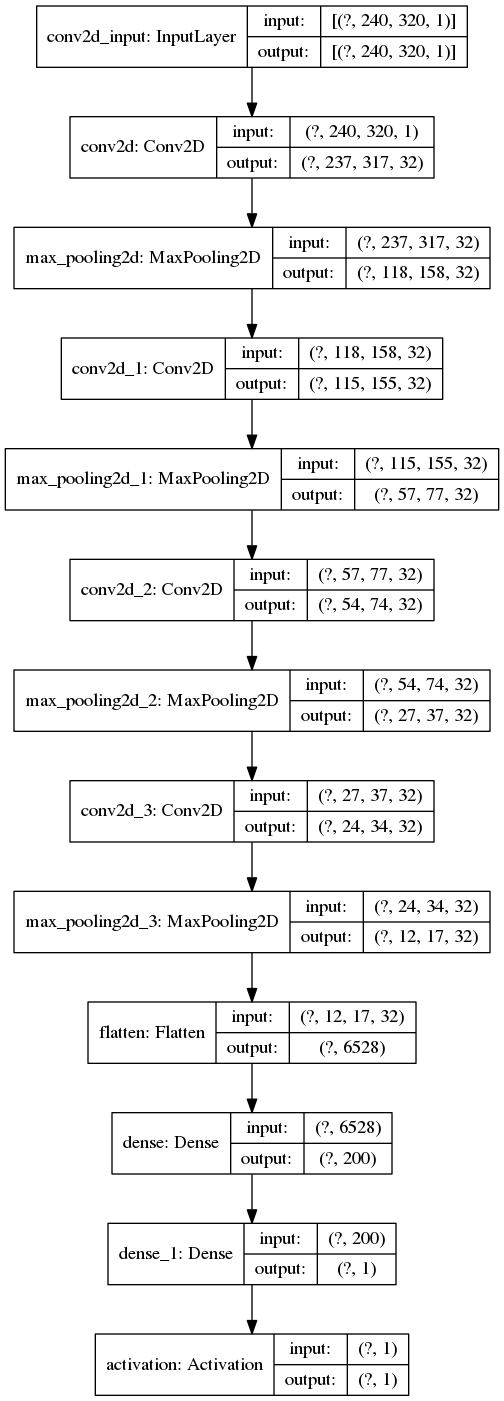 conv2d_input: InputLayer
input: [(?, 240, 320, 1)]
output: [(?, 240, 320, 1)]
conv2d: Conv2D
input: (?, 240, 320, 1)
output: (?, 237, 317, 32)
max_pooling2d: MaxPooling2D
input: (?, 237, 317, 32)
output: (?, 118, 158, 32)
conv2d_1: Conv2D
input: (?, 118, 158, 32)
output: (?, 115, 155, 32)
max_pooling2d_1: MaxPooling2D
input: (?, 115, 155, 32)
output: (?, 57, 77, 32)
conv2d_2: Conv2D
input: (?, 57, 77, 32)
output: (?, 54, 74, 32)
max_pooling2d_2: MaxPooling2D
input: (?, 54, 74, 32)
output: (?, 27, 37, 32)
conv2d_3: Conv2D
input: (?, 27, 37, 32)
output: (?, 24, 34, 32)
max_pooling2d_3: MaxPooling2D
input: (?, 24, 34, 32)
output: (?, 12, 17, 32)
flatten: Flatten
input: (?, 12, 17, 32)
output: (?, 6528)
dense: Dense
input: (?, 6528)
output: (?, 200)
dense_1: Dense
input: (?, 200)
output: (?, 1)
activation: Activation
input: (?, 1)
output: (?, 1)